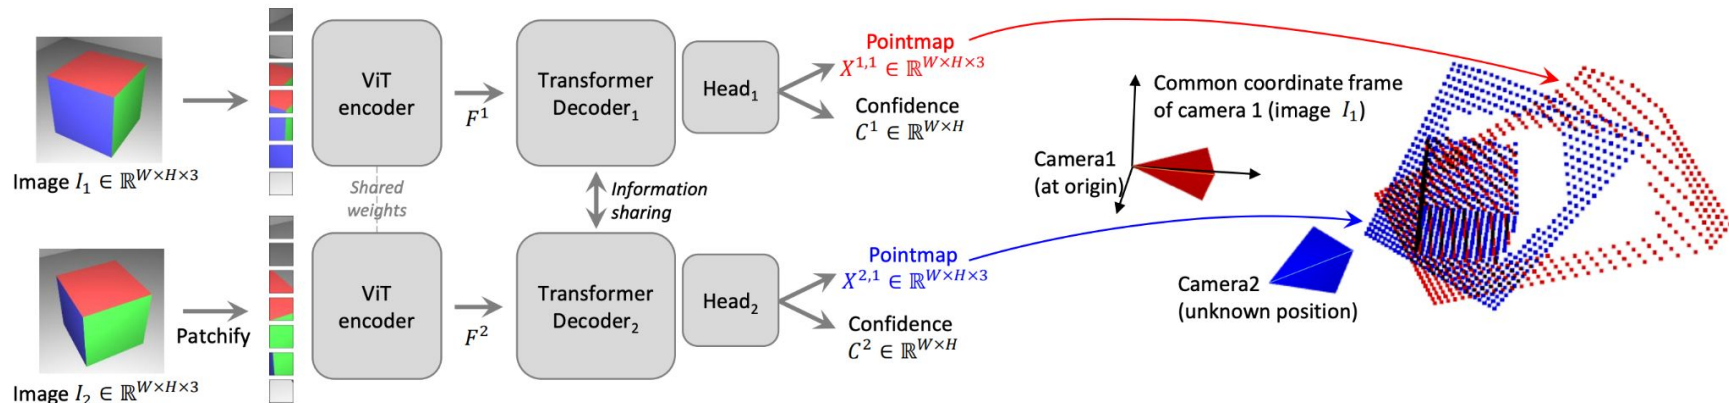 Image I₁ ∈ ℝ^{W×H×3}
ViT
encoder
F¹
Transformer
Decoder₁
Head₁
Pointmap
X^{1,1} ∈ ℝ^{W×H×3}
Confidence
C¹ ∈ ℝ^{W×H}
Common coordinate frame
of camera 1 (image I₁)
Camera1
(at origin)
Shared
weights
Information
sharing
Patchify
Image I₂ ∈ ℝ^{W×H×3}
ViT
encoder
F²
Transformer
Decoder₂
Head₂
Pointmap
X^{2,1} ∈ ℝ^{W×H×3}
Confidence
C² ∈ ℝ^{W×H}
Camera2
(unknown position)